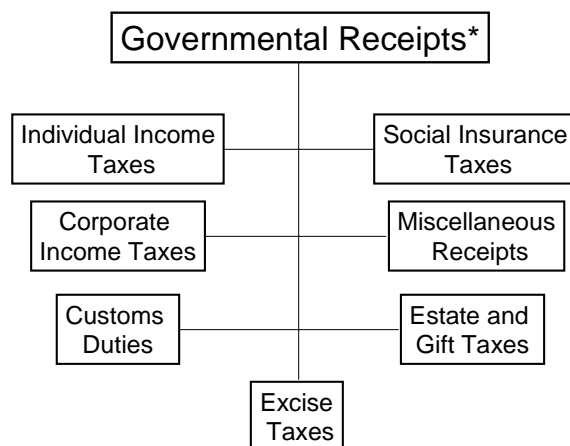 Governmental Receipts*
Individual Income
Taxes
Social Insurance
Taxes
Corporate
Income Taxes
Miscellaneous
Receipts
Customs
Duties
Estate and
Gift Taxes
Excise
Taxes